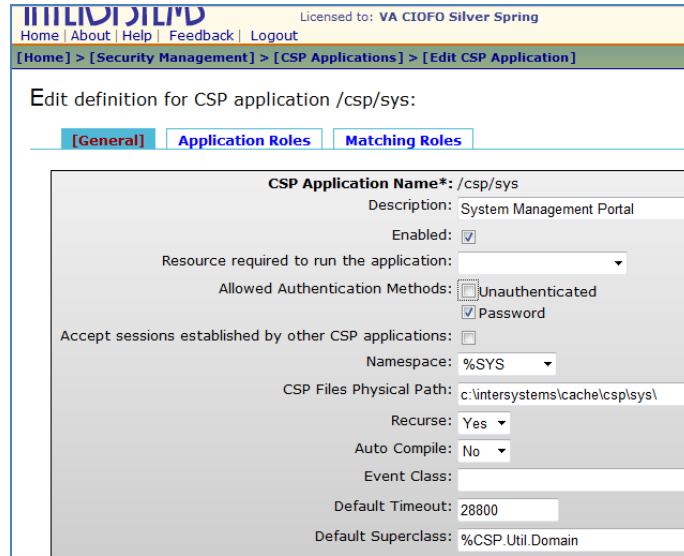 INTERSYSTEMS
Licensed to: VA CIOFO Silver Spring
Home | About | Help | Feedback | Logout
[Home] > [Security Management] > [CSP Applications] > [Edit CSP Application]
Edit definition for CSP application /csp/sys:
[General] Application Roles Matching Roles
CSP Application Name*: /csp/sys
Description: System Management Portal
Enabled:
Resource required to run the application:
Allowed Authentication Methods: Unauthenticated
Password
Accept sessions established by other CSP applications:
Namespace: %SYS
CSP Files Physical Path: c:\intersystems\cache\csp\sys\
Recurse: Yes
Auto Compile: No
Event Class:
Default Timeout: 28800
Default Superclass: %CSP.Util.Domain